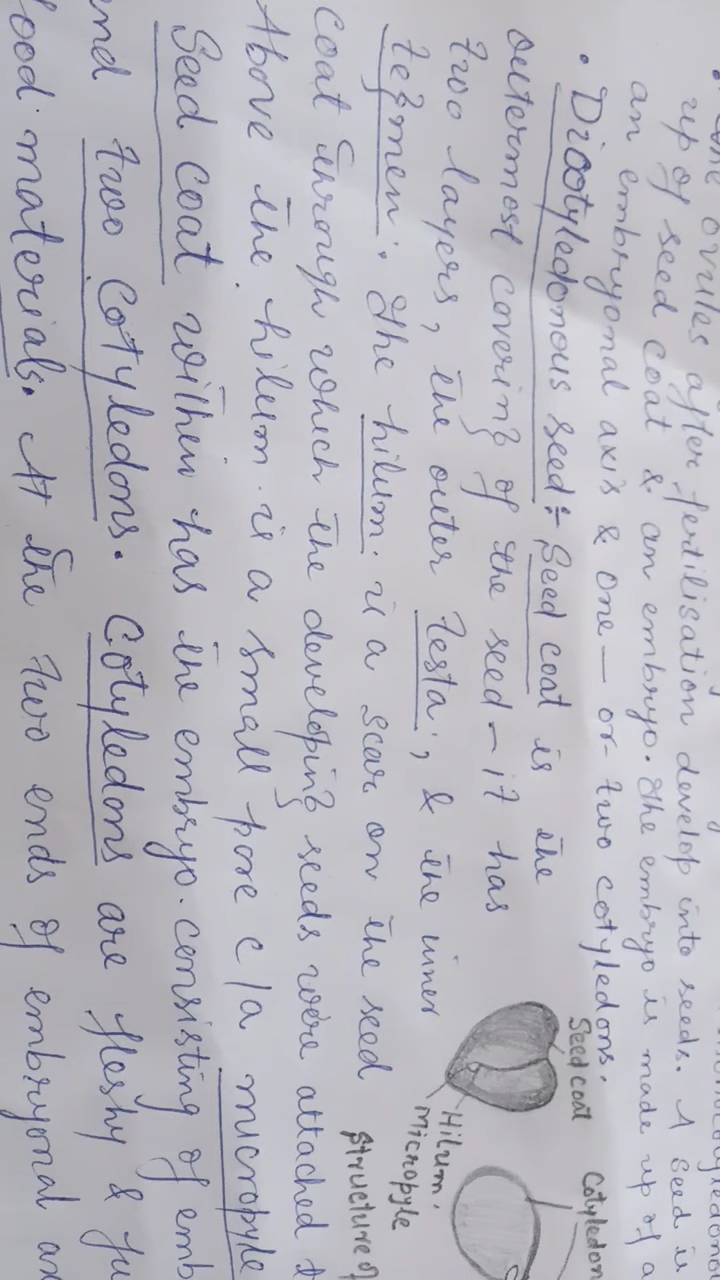 ovules after fertilisation develop into seeds. A seed is
up of seed coat & an embryo. The embryo is made up of a
an embryonal axis & one — or two cotyledons.
• Dicotyledonous seed :- Seed coat is the
outermost covering of the seed - it has
two layers, the outer testa, & the inner
tegmen. The hilum is a scar on the seed
coat through which the developing seeds were attached t
Above the hilum is a small pore c/a micropyle
Seed coat withen has the embryo. consisting of emb
and two cotyledons. Cotyledons are fleshy & fu
food materials. At the two ends of embryonal ax
Seed coat
Hilum.
Micropyle
Cotyledon
Structure of